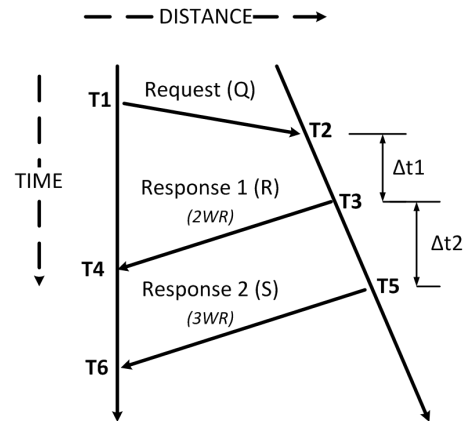 DISTANCE
T1
Request (Q)
T2
Δt1
TIME
Response 1 (R)
T3
(2WR)
Δt2
T4
Response 2 (S)
T5
(3WR)
T6